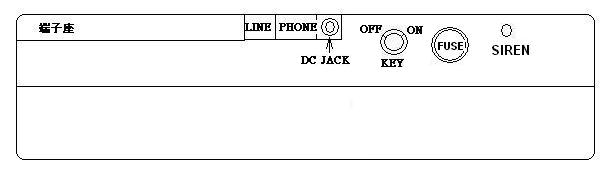 端子座 LINE PHONE OFF ON FUSE
DC JACK KEY SIREN